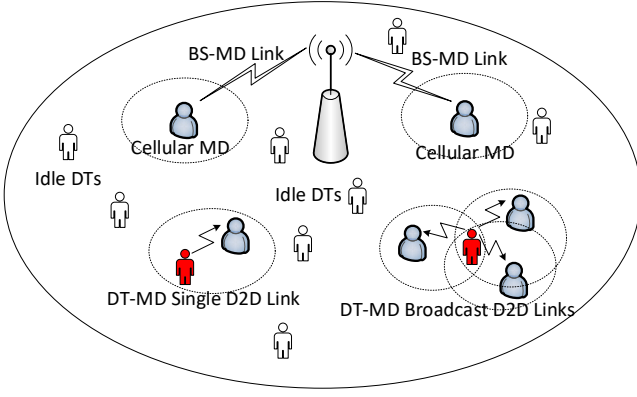 BS-MD Link
BS-MD Link
Cellular MD
Cellular MD
Idle DTs
Idle DTs
DT-MD Single D2D Link
DT-MD Broadcast D2D Links